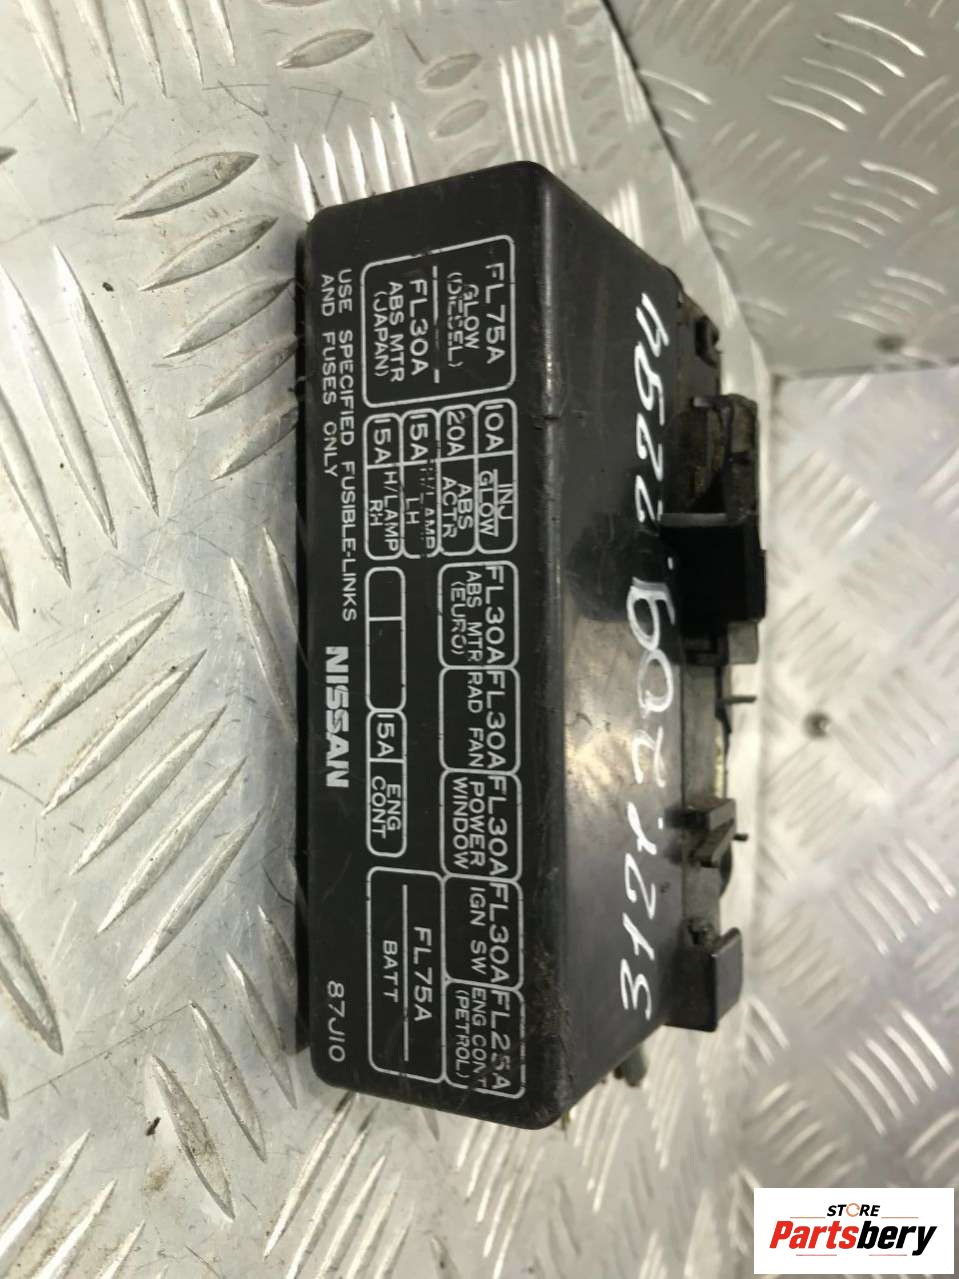 FL75A
GLOW
(DIESEL)
FL30A
ABS MTR
(JAPAN)
10A INJ GLOW
20A ABS ACTR
15A H/LAMP LH
15A H/LAMP RH
FL30A
ABS MTR
(EURO)
FL30A
RAD FAN
FL30A
POWER
WINDOW
FL30A
IGN SW
FL25A
ENG CONT
(PETROL)
15A ENG CONT
FL75A
BATT
USE SPECIFIED FUSIBLE-LINKS
AND FUSES ONLY
NISSAN
87J10
STORE
Partsbery